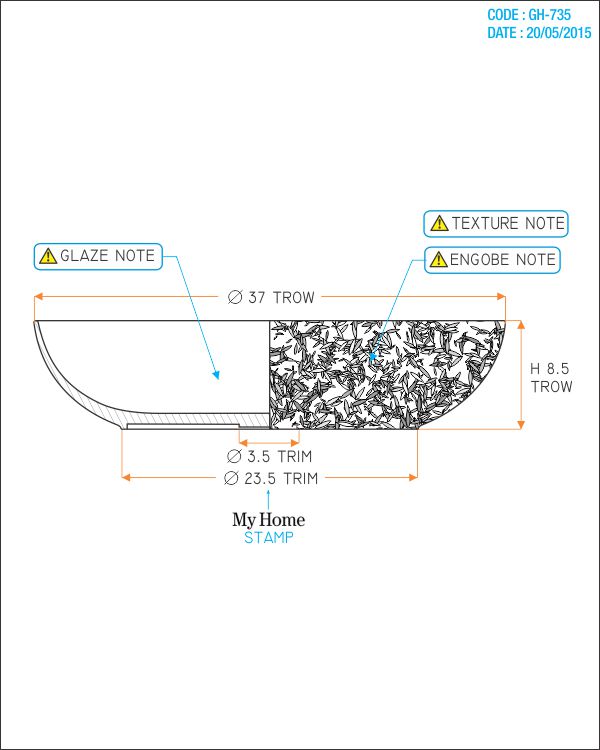 CODE : GH-735
DATE : 20/05/2015
TEXTURE NOTE
GLAZE NOTE
ENGOBE NOTE
∅ 37 TROW
H 8.5
TROW
∅ 3.5 TRIM
∅ 23.5 TRIM
My Home
STAMP